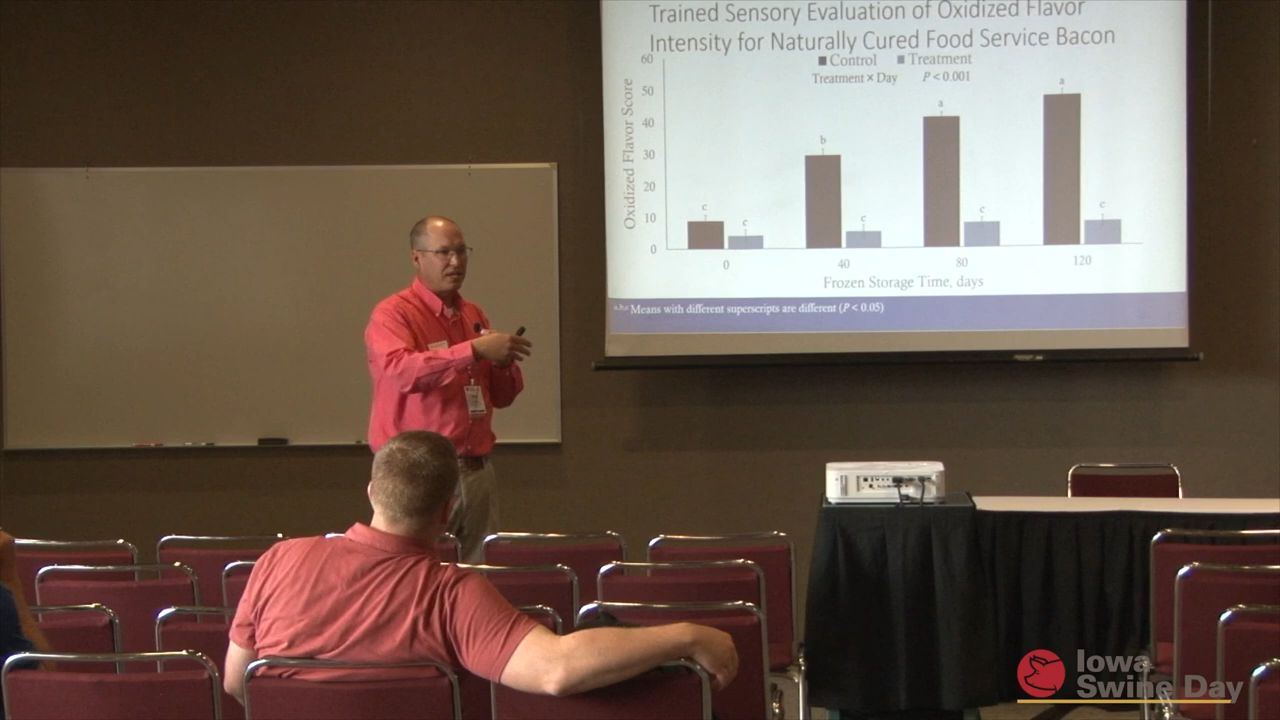 Trained Sensory Evaluation of Oxidized Flavor
Intensity for Naturally Cured Food Service Bacon
Control Treatment
Treatment × Day P < 0.001
Oxidized Flavor Score
60
50
40
30
20
10
0
c
c
b
c
a
c
a
c
0
40
80
120
Frozen Storage Time, days
a,b,c Means with different superscripts are different (P < 0.05)
Iowa
Swine Day